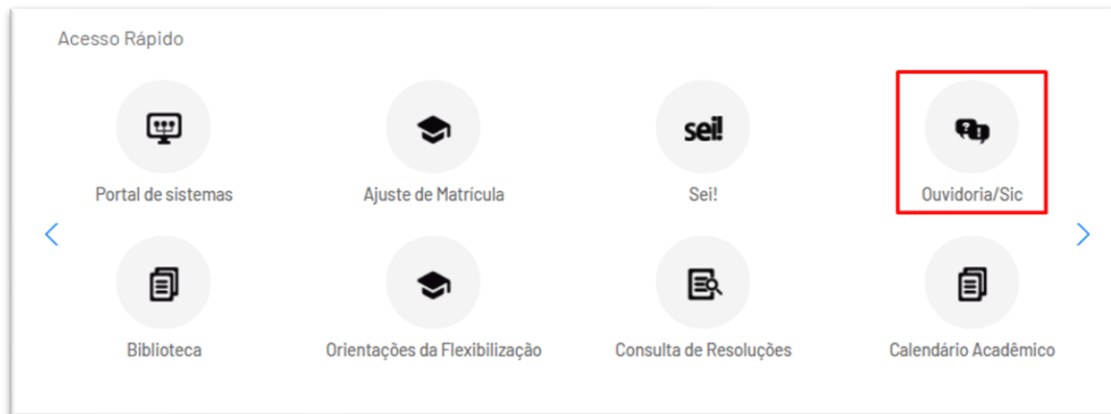 Acesso Rápido
sei!
Portal de sistemas
Ajuste de Matrícula
Sei!
Ouvidoria/Sic
Biblioteca
Orientações da Flexibilização
Consulta de Resoluções
Calendário Acadêmico